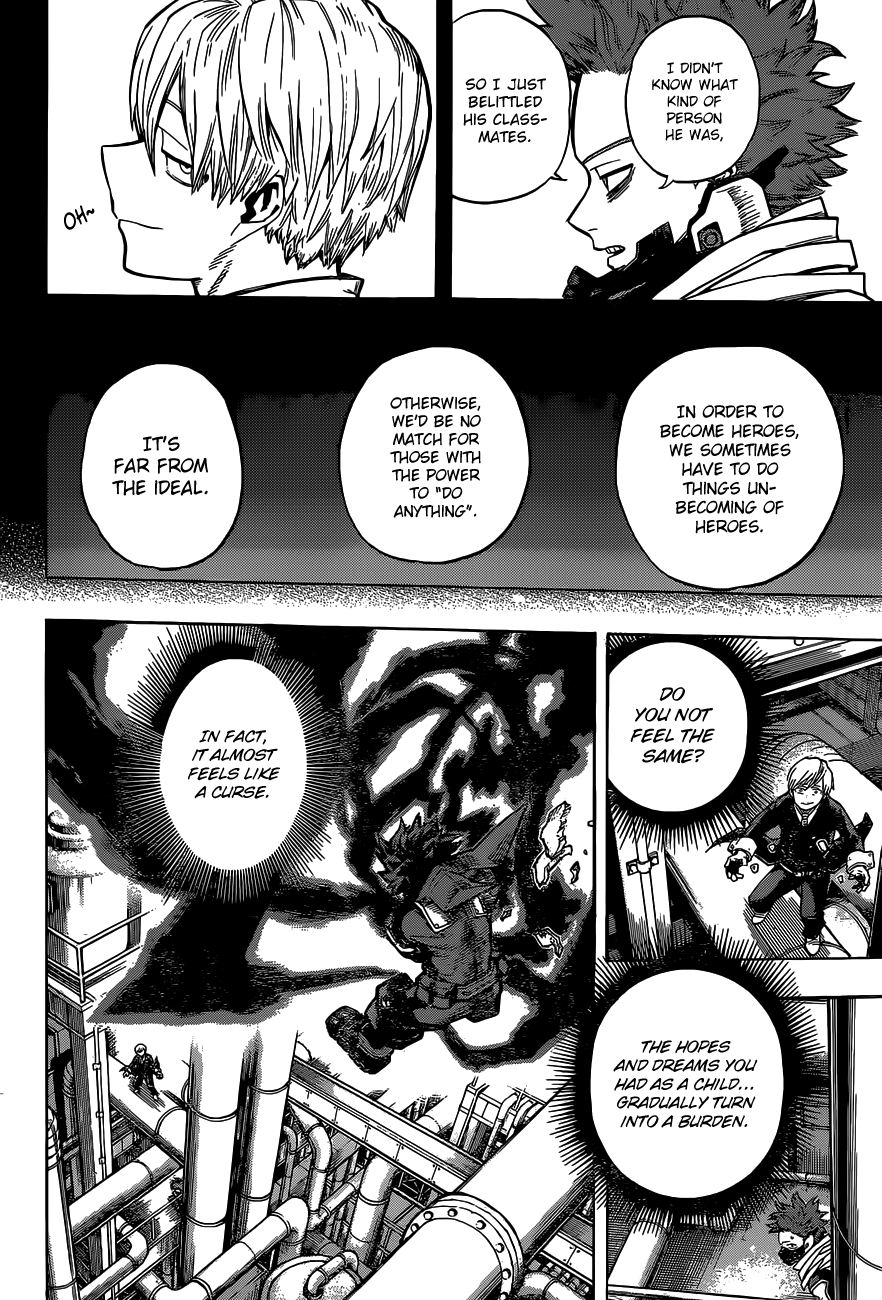 I DIDN'T
KNOW WHAT
KIND OF
PERSON
HE WAS,
SO I JUST
BELITTLED
HIS CLASS-
MATES.
OH~
IN ORDER TO
BECOME HEROES,
WE SOMETIMES
HAVE TO DO
THINGS UN-
BECOMING OF
HEROES.
OTHERWISE,
WE'D BE NO
MATCH FOR
THOSE WITH
THE POWER
TO "DO
ANYTHING".
IT'S
FAR FROM
THE IDEAL.
DO
YOU NOT
FEEL THE
SAME?
THE HOPES
AND DREAMS YOU
HAD AS A CHILD...
GRADUALLY TURN
INTO A BURDEN.
IN FACT,
IT ALMOST
FEELS LIKE
A CURSE.